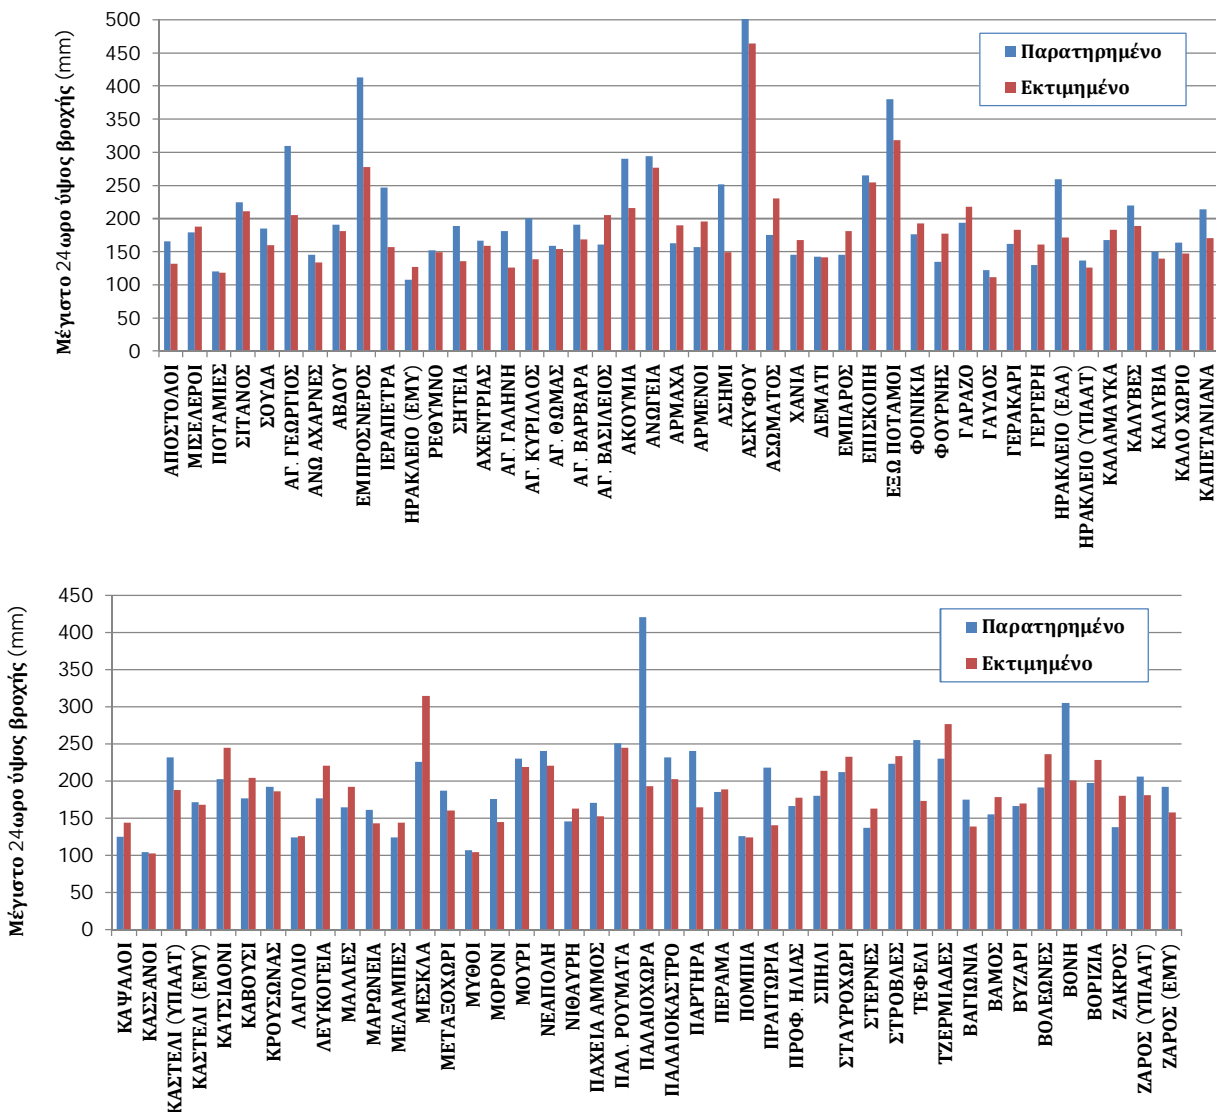 Μέγιστο 24ωρο ύψος βροχής (mm)
500
450
400
350
300
250
200
150
100
50
0
Παρατηρημένο
Εκτιμημένο
ΑΠΟΣΤΟΛΟΙ
ΜΙΣΕΛΕΡΟΙ
ΠΟΤΑΜΙΕΣ
ΣΙΤΑΝΟΣ
ΣΟΥΔΑ
ΑΓ. ΓΕΩΡΓΙΟΣ
ΑΝΩ ΑΧΑΡΝΕΣ
ΑΒΔΟΥ
ΕΜΠΡΟΣΝΕΡΟΣ
ΙΕΡΑΠΕΤΡΑ
ΗΡΑΚΛΕΙΟ (ΕΜΥ)
ΡΕΘΥΜΝΟ
ΣΗΤΕΙΑ
ΑΧΕΝΤΡΙΑΣ
ΑΓ. ΓΑΛΗΝΗ
ΑΓ. ΚΥΡΙΛΛΟΣ
ΑΓ. ΘΩΜΑΣ
ΑΓ. ΒΑΡΒΑΡΑ
ΑΓ. ΒΑΣΙΛΕΙΟΣ
ΑΚΟΥΜΙΑ
ΑΝΩΓΕΙΑ
ΑΡΜΑΧΑ
ΑΡΜΕΝΟΙ
ΑΣΗΜΙ
ΑΣΚΥΦΟΥ
ΑΣΩΜΑΤΟΣ
ΧΑΝΙΑ
ΔΕΜΑΤΙ
ΕΜΠΑΡΟΣ
ΕΠΙΣΚΟΠΗ
ΕΞΩ ΠΟΤΑΜΟΙ
ΦΟΙΝΙΚΙΑ
ΦΟΥΡΝΗΣ
ΓΑΡΑΖΟ
ΓΑΥΔΟΣ
ΓΕΡΑΚΑΡΙ
ΓΕΡΓΕΡΗ
ΗΡΑΚΛΕΙΟ (ΕΑΑ)
ΗΡΑΚΛΕΙΟ (ΥΠΑΑΤ)
ΚΑΛΑΜΑΥΚΑ
ΚΑΛΥΒΕΣ
ΚΑΛΥΒΙΑ
ΚΑΛΟ ΧΩΡΙΟ
ΚΑΠΕΤΑΝΙΑΝΑ
Μέγιστο 24ωρο ύψος βροχής (mm)
450
400
350
300
250
200
150
100
50
0
Παρατηρημένο
Εκτιμημένο
ΚΑΨΑΛΟΙ
ΚΑΣΣΑΝΟΙ
ΚΑΣΤΕΛΙ (ΥΠΑΑΤ)
ΚΑΣΤΕΛΙ (ΕΜΥ)
ΚΑΤΣΙΔΟΝΙ
ΚΑΒΟΥΣΙ
ΚΡΟΥΣΩΝΑΣ
ΛΑΓΟΛΙΟ
ΛΕΥΚΟΓΕΙΑ
ΜΑΛΛΕΣ
ΜΑΡΩΝΕΙΑ
ΜΕΛΑΜΠΕΣ
ΜΕΣΚΛΑ
ΜΕΤΑΞΟΧΩΡΙ
ΜΥΘΟΙ
ΜΟΡΟΝΙ
ΜΟΥΡΙ
ΝΕΑΠΟΛΗ
ΝΙΘΑΥΡΗ
ΠΑΧΕΙΑ ΑΜΜΟΣ
ΠΑΛ. ΡΟΥΜΑΤΑ
ΠΑΛΑΙΟΧΩΡΑ
ΠΑΛΑΙΟΚΑΣΤΡΟ
ΠΑΡΤΗΡΑ
ΠΕΡΑΜΑ
ΠΟΜΠΙΑ
ΠΡΑΙΤΩΡΙΑ
ΠΡΟΦ. ΗΛΙΑΣ
ΣΠΗΛΙ
ΣΤΑΥΡΟΧΩΡΙ
ΣΤΕΡΝΕΣ
ΣΤΡΟΒΛΕΣ
ΤΕΦΕΛΙ
ΤΖΕΡΜΙΑΔΕΣ
ΒΑΓΙΩΝΙΑ
ΒΑΜΟΣ
ΒΥΖΑΡΙ
ΒΟΛΕΩΝΕΣ
ΒΟΝΗ
ΒΟΡΙΖΙΑ
ΖΑΚΡΟΣ
ΖΑΡΟΣ (ΥΠΑΑΤ)
ΖΑΡΟΣ (ΕΜΥ)